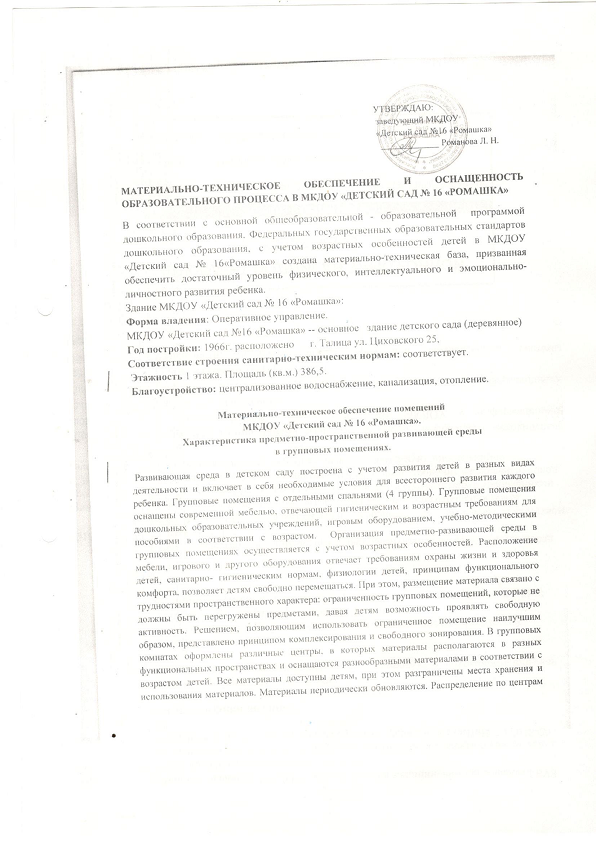 УТВЕРЖДАЮ:
заведующий МКДОУ
«Детский сад №16 «Ромашка»
____________ Романова Л. Н.
МАТЕРИАЛЬНО-ТЕХНИЧЕСКОЕ ОБЕСПЕЧЕНИЕ И ОСНАЩЕННОСТЬ
ОБРАЗОВАТЕЛЬНОГО ПРОЦЕССА В МКДОУ «ДЕТСКИЙ САД № 16 «РОМАШКА»
В соответствии с основной общеобразовательной - образовательной программой
дошкольного образования, Федеральных государственных образовательных стандартов
дошкольного образования, с учетом возрастных особенностей детей в МКДОУ
«Детский сад № 16«Ромашка» создана материально-техническая база, призванная
обеспечить достаточный уровень физического, интеллектуального и эмоционально-
личностного развития ребенка.
Здание МКДОУ «Детский сад № 16 «Ромашка»:
Форма владения: Оперативное управление.
МКДОУ «Детский сад №16 «Ромашка» -- основное здание детского сада (деревянное)
Год постройки: 1966г. расположено г. Талица ул. Циховского 25.
Соответствие строения санитарно-техническим нормам: соответствует.
Этажность 1 этажа. Площадь (кв.м.) 386,5.
Благоустройство: централизованное водоснабжение, канализация, отопление.
Материально-техническое обеспечение помещений
МКДОУ «Детский сад № 16 «Ромашка».
Характеристика предметно-пространственной развивающей среды
в групповых помещениях.
Развивающая среда в детском саду построена с учетом развития детей в разных видах
деятельности и включает в себя необходимые условия для всестороннего развития каждого
ребенка. Групповые помещения с отдельными спальнями (4 группы). Групповые помещения
оснащены современной мебелью, отвечающей гигиеническим и возрастным требованиям для
дошкольных образовательных учреждений, игровым оборудованием, учебно-методическими
пособиями в соответствии с возрастом. Организация предметно-развивающей среды в
групповых помещениях осуществляется с учетом возрастных особенностей. Расположение
мебели, игрового и другого оборудования отвечает требованиям охраны жизни и здоровья
детей, санитарно- гигиеническим нормам, физиологии детей, принципам функционального
комфорта, позволяет детям свободно перемещаться. При этом, размещение материала связано с
трудностями пространственного характера: ограниченность групповых помещений, которые не
должны быть перегружены предметами, давая детям возможность проявлять свободную
активность. Решением, позволяющим использовать ограниченное помещение наилучшим
образом, представлено принципом комплексирования и свободного зонирования. В групповых
комнатах оформлены различные центры, в которых материалы располагаются в разных
функциональных пространствах и оснащаются разнообразными материалами в соответствии с
возрастом детей. Все материалы доступны детям, при этом разграничены места хранения и
использования материалов. Материалы периодически обновляются. Распределение по центрам